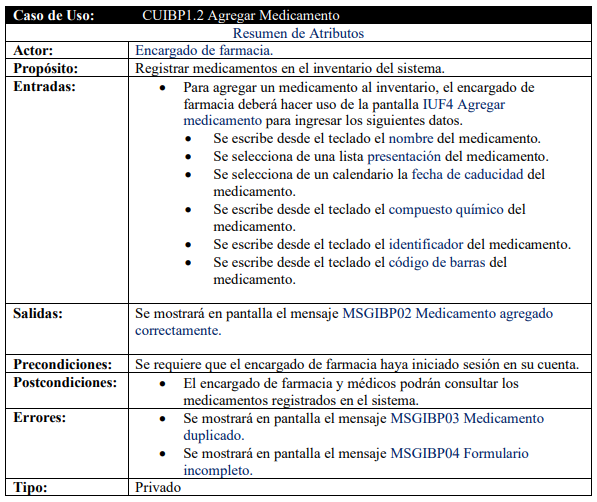 Caso de Uso: CUIBP1.2 Agregar Medicamento
Resumen de Atributos
Actor: Encargado de farmacia.
Propósito: Registrar medicamentos en el inventario del sistema.
Entradas: • Para agregar un medicamento al inventario, el encargado de
farmacia deberá hacer uso de la pantalla IUF4 Agregar
medicamento para ingresar los siguientes datos.
• Se escribe desde el teclado el nombre del medicamento.
• Se selecciona de una lista presentación del medicamento.
• Se selecciona de un calendario la fecha de caducidad del
medicamento.
• Se escribe desde el teclado el compuesto químico del
medicamento.
• Se escribe desde el teclado el identificador del medicamento.
• Se escribe desde el teclado el código de barras del
medicamento.
Salidas: Se mostrará en pantalla el mensaje MSGIBP02 Medicamento agregado
correctamente.
Precondiciones: Se requiere que el encargado de farmacia haya iniciado sesión en su cuenta.
Postcondiciones: • El encargado de farmacia y médicos podrán consultar los
medicamentos registrados en el sistema.
Errores: • Se mostrará en pantalla el mensaje MSGIBP03 Medicamento
duplicado.
• Se mostrará en pantalla el mensaje MSGIBP04 Formulario
incompleto.
Tipo: Privado